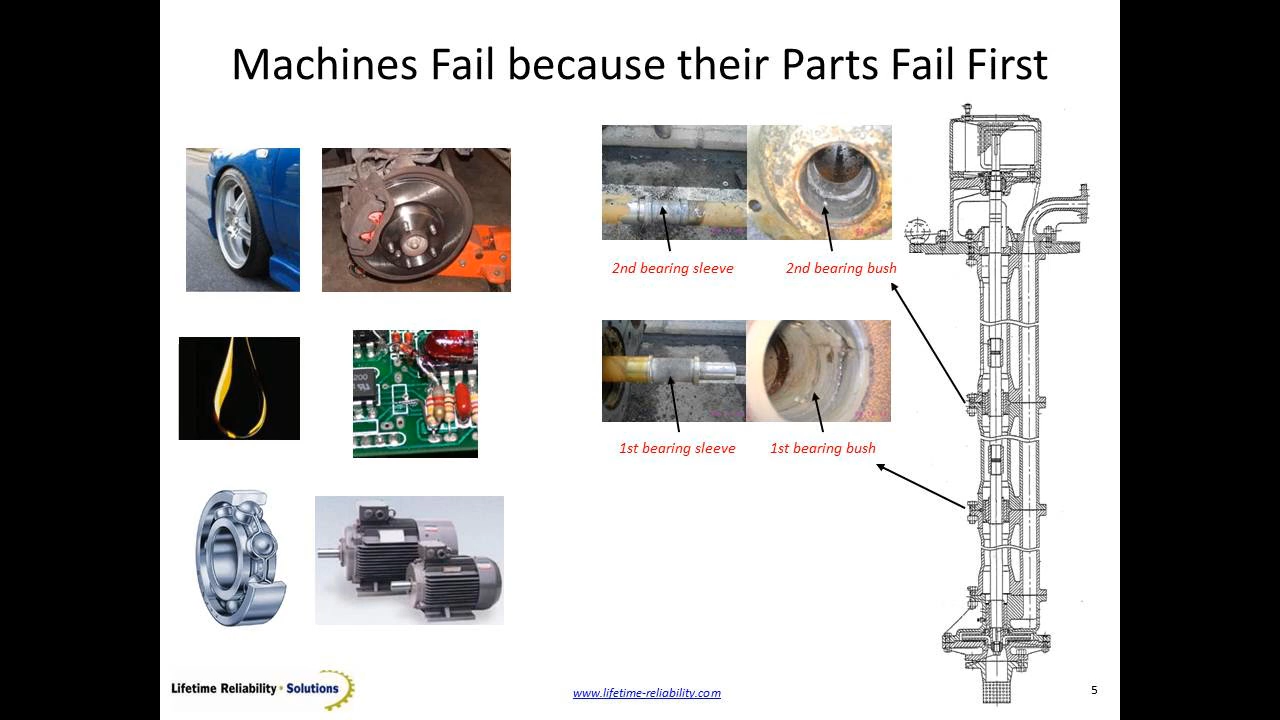 Machines Fail because their Parts Fail First
2nd bearing sleeve
2nd bearing bush
1st bearing sleeve
1st bearing bush
Lifetime Reliability • Solutions
www.lifetime-reliability.com
5